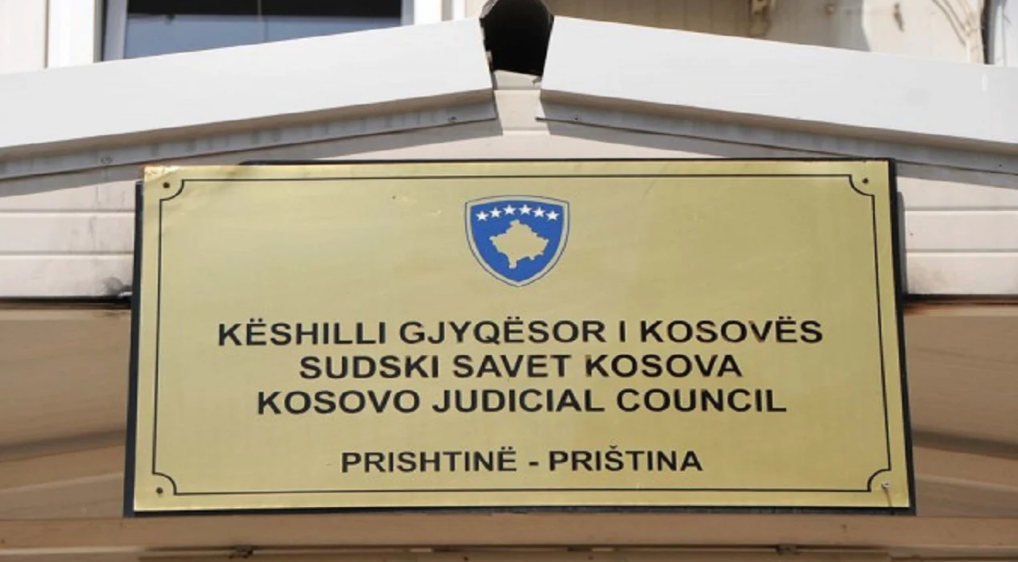 KËSHILLI GJYQËSOR I KOSOVËS
SUDSKI SAVET KOSOVA
KOSOVO JUDICIAL COUNCIL
PRISHTINË - PRIŠTINA